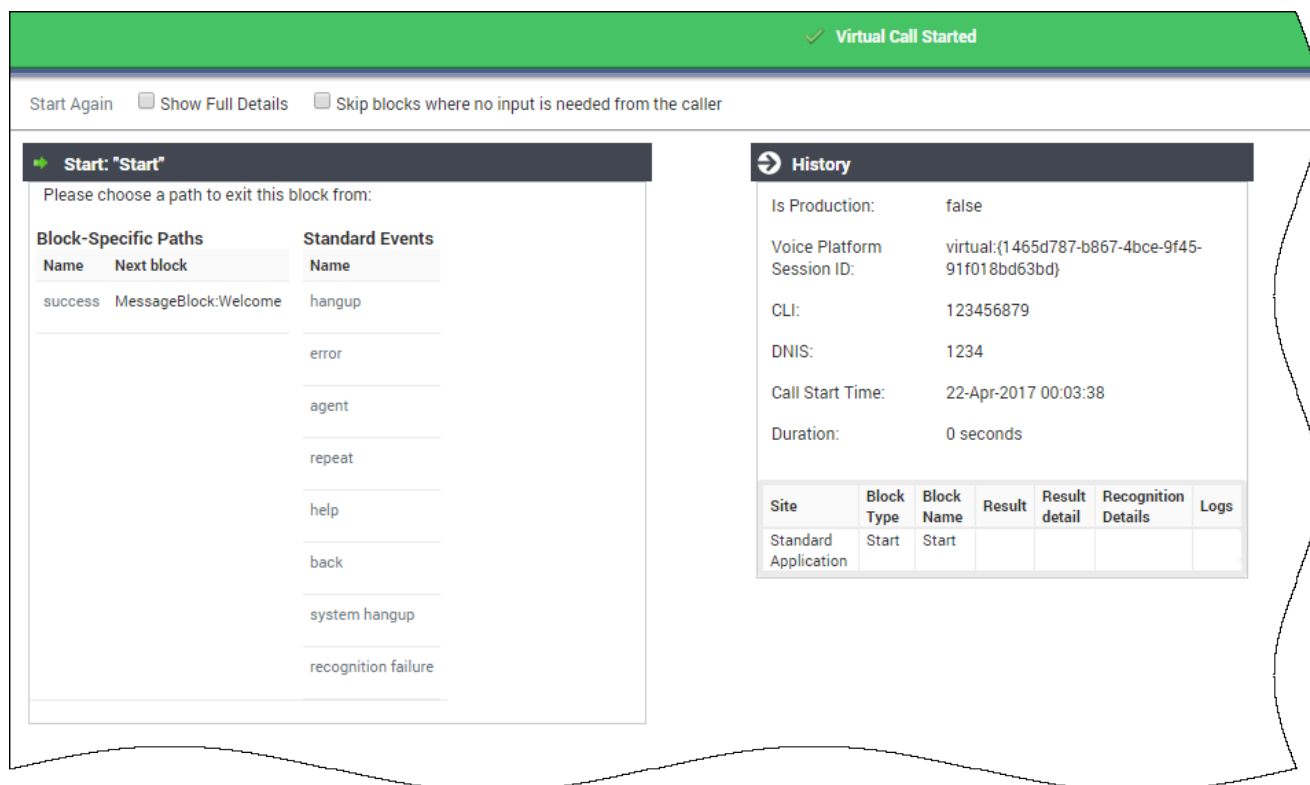 Virtual Call Started
Start Again Show Full Details Skip blocks where no input is needed from the caller
Start: "Start"
Please choose a path to exit this block from:
Block-Specific Paths Standard Events
Name Next block Name
success MessageBlock:Welcome hangup
error
agent
repeat
help
back
system hangup
recognition failure
History
Is Production: false
Voice Platform virtual:{1465d787-b867-4bce-9f45-
Session ID: 91f018bd63bd}
CLI: 123456879
DNIS: 1234
Call Start Time: 22-Apr-2017 00:03:38
Duration: 0 seconds
Site Block Block Result Result Recognition Logs
Type Name detail Details
Standard Start Start
Application